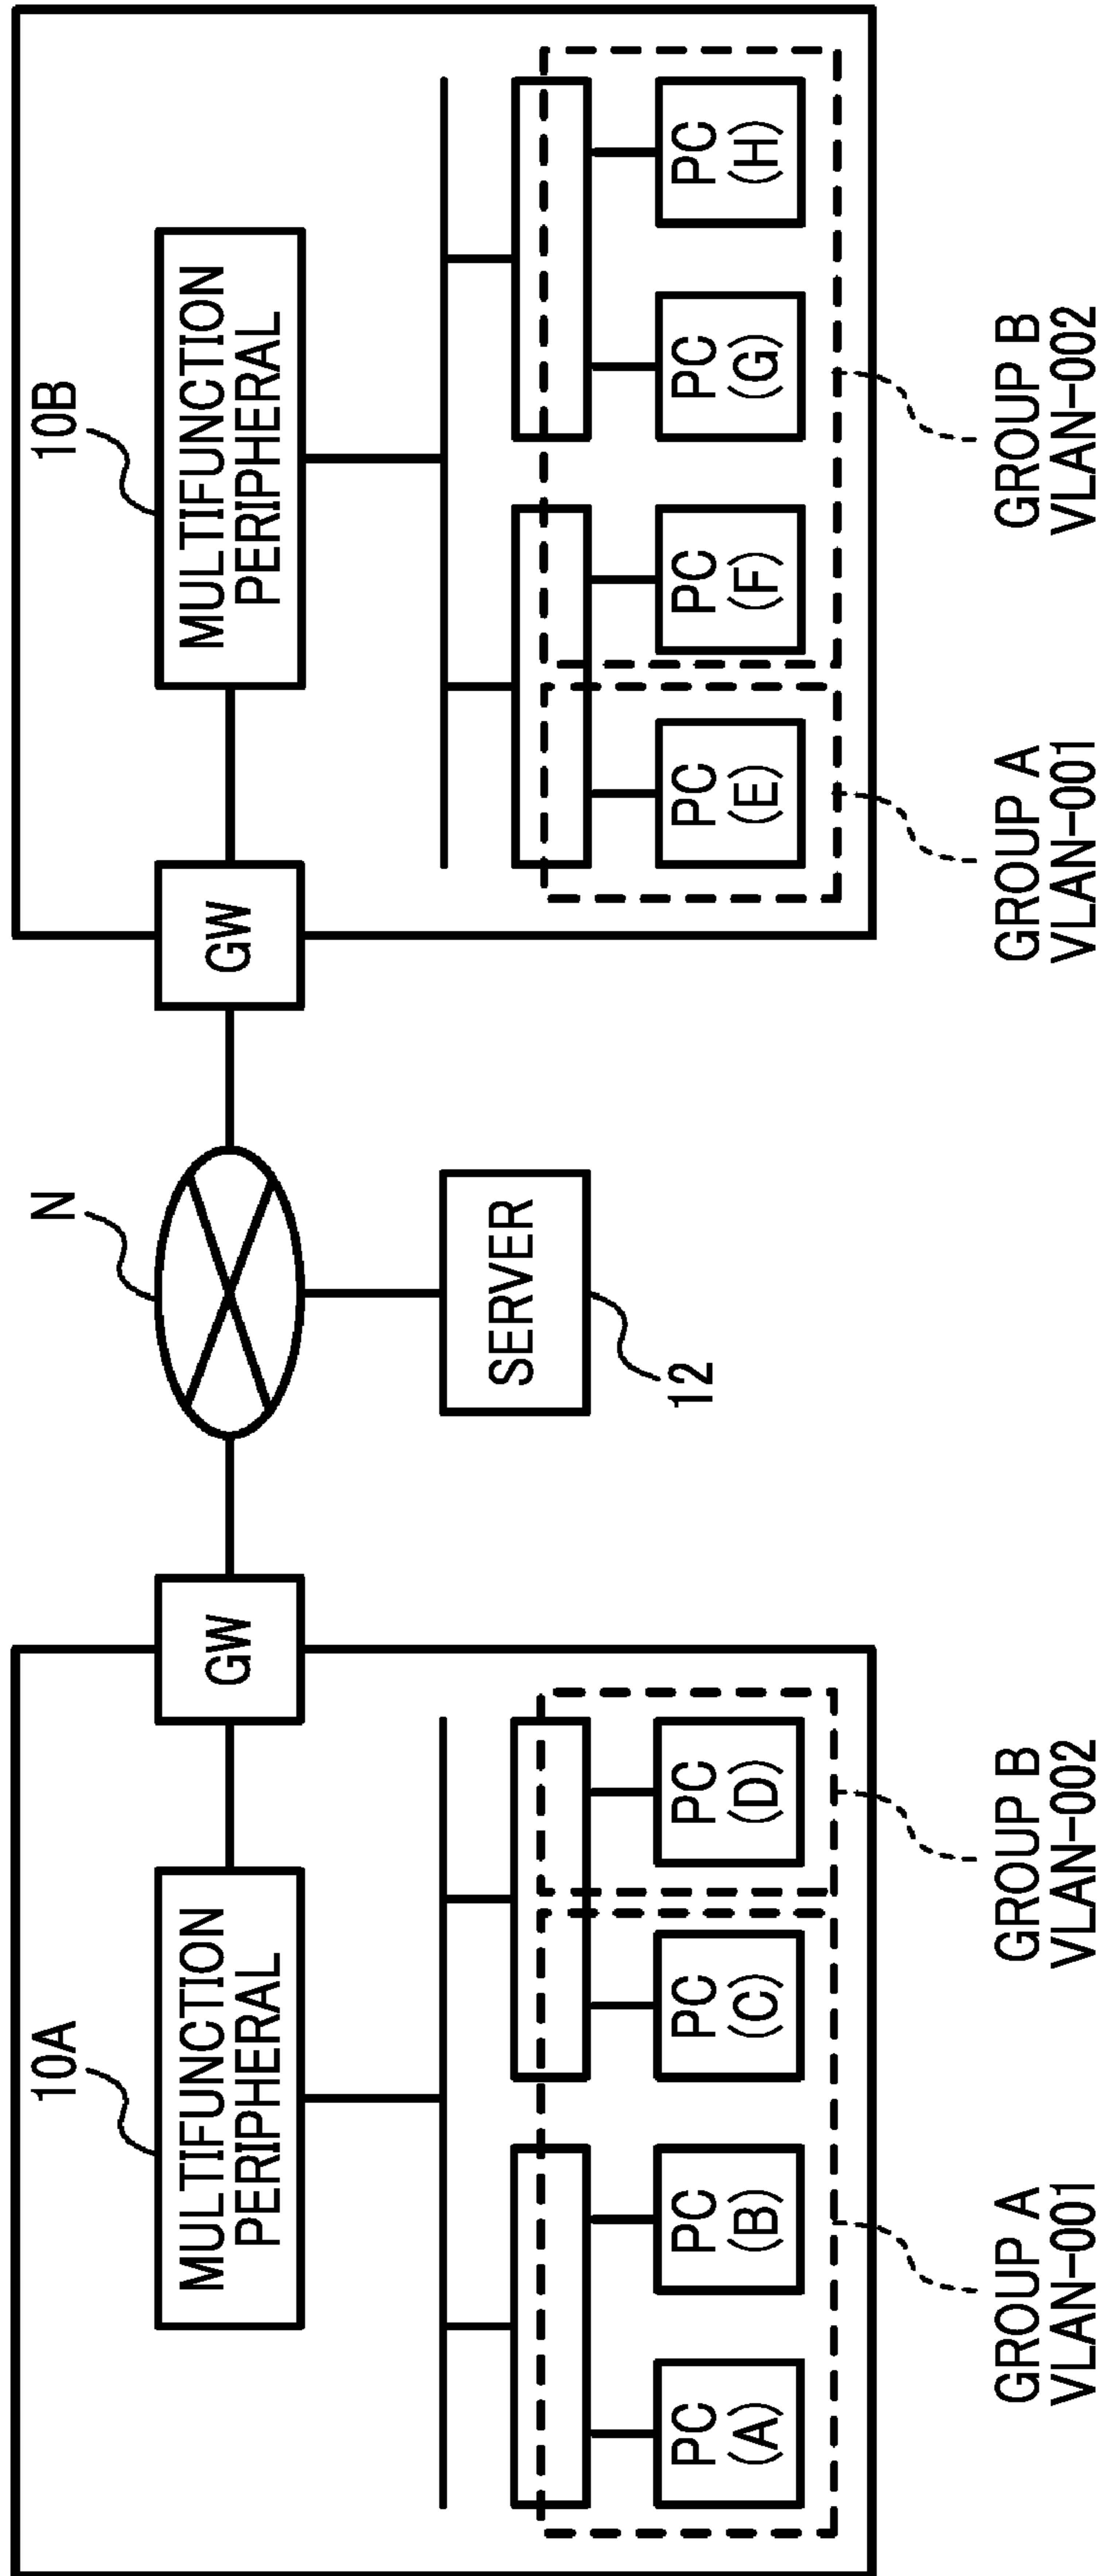 10A
N
10B
MULTIFUNCTION
PERIPHERAL
GW
GW
MULTIFUNCTION
PERIPHERAL
SERVER
12
PC
(A)
PC
(B)
PC
(C)
PC
(D)
PC
(E)
PC
(F)
PC
(G)
PC
(H)
GROUP A
VLAN-001
GROUP B
VLAN-002
GROUP A
VLAN-001
GROUP B
VLAN-002